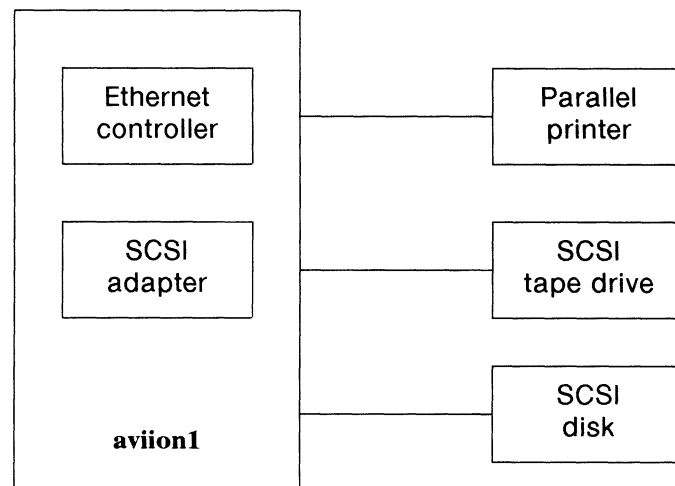 Ethernet
controller
Parallel
printer
SCSI
adapter
SCSI
tape drive
SCSI
disk
aviion1